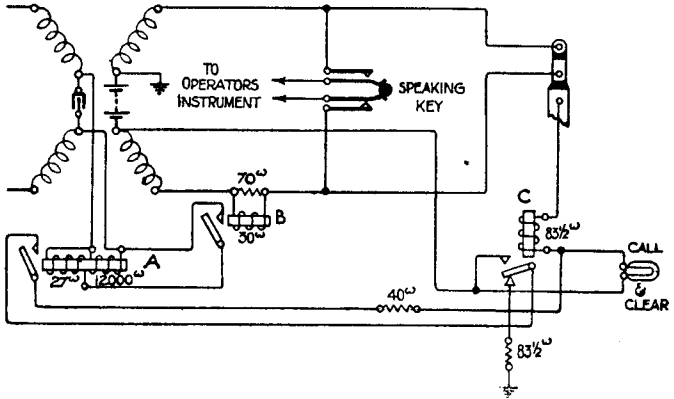 TO
OPERATORS
INSTRUMENT
SPEAKING
KEY
70ω
B
30ω
C
83½ω
A
27ω
12000ω
CALL
&
CLEAR
40ω
83½ω